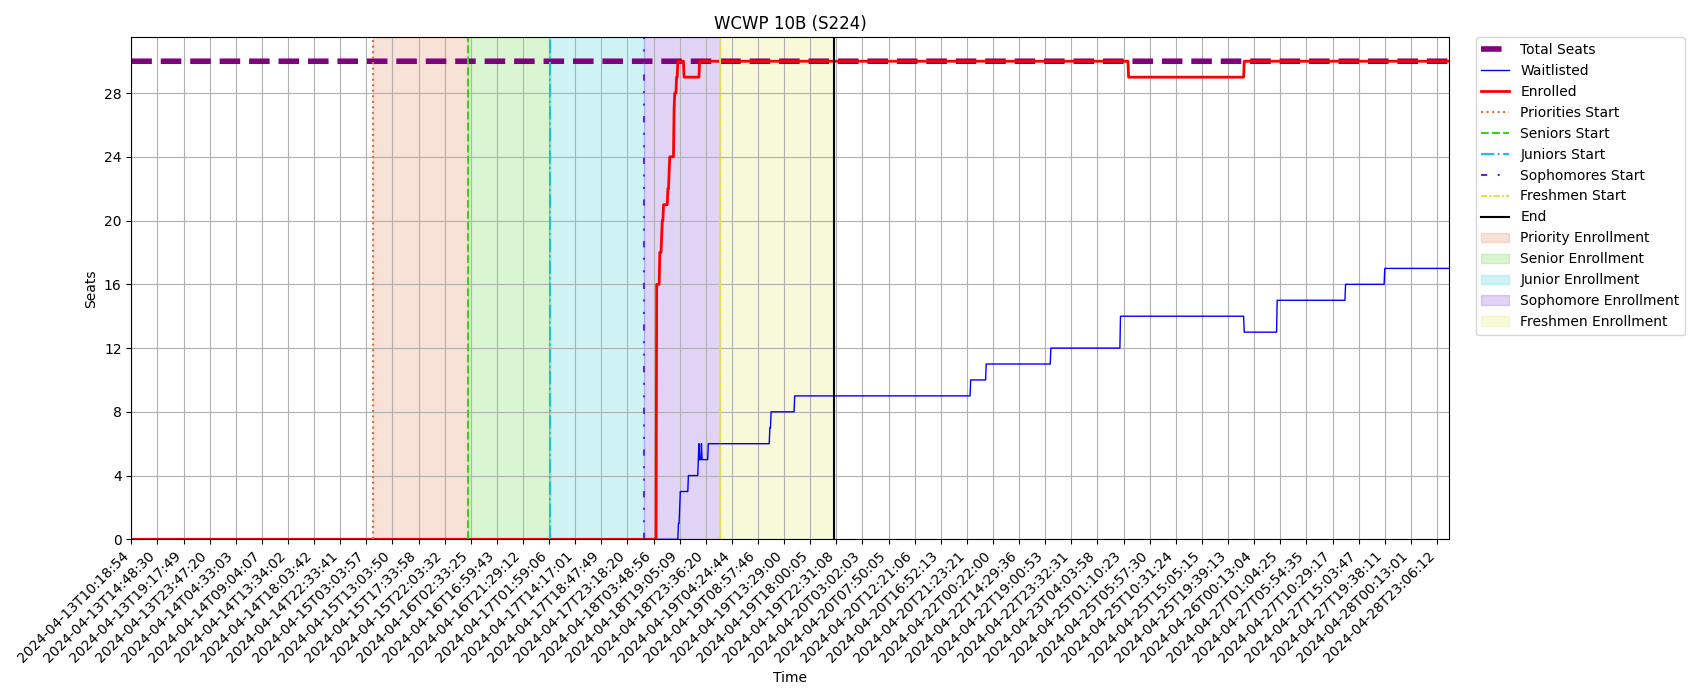 WCWP 10B (S224)
Seats
28
24
20
16
12
8
4
0
2024-04-13T10:18:54
2024-04-13T14:48:30
2024-04-13T19:17:49
2024-04-13T23:47:20
2024-04-14T04:33:03
2024-04-14T09:04:07
2024-04-14T13:34:02
2024-04-14T18:03:42
2024-04-14T22:33:41
2024-04-15T03:03:57
2024-04-15T13:03:50
2024-04-15T17:33:58
2024-04-15T22:03:32
2024-04-16T02:33:25
2024-04-16T16:59:43
2024-04-16T21:29:12
2024-04-17T01:59:06
2024-04-17T14:17:01
2024-04-17T18:47:49
2024-04-17T23:18:20
2024-04-18T03:48:56
2024-04-18T19:05:09
2024-04-18T23:36:20
2024-04-19T04:24:44
2024-04-19T08:57:46
2024-04-19T13:29:00
2024-04-19T18:00:05
2024-04-19T22:31:08
2024-04-20T03:02:03
2024-04-20T07:50:05
2024-04-20T12:21:06
2024-04-20T16:52:13
2024-04-20T21:23:21
2024-04-22T00:22:00
2024-04-22T14:29:36
2024-04-22T19:00:53
2024-04-22T23:32:31
2024-04-23T04:03:58
2024-04-25T01:10:23
2024-04-25T05:57:30
2024-04-25T10:31:24
2024-04-25T15:05:15
2024-04-25T19:39:13
2024-04-26T00:13:04
2024-04-27T01:04:25
2024-04-27T05:54:35
2024-04-27T10:29:17
2024-04-27T15:03:47
2024-04-27T19:38:11
2024-04-28T00:13:01
2024-04-28T23:06:12
Time
Total Seats
Waitlisted
Enrolled
Priorities Start
Seniors Start
Juniors Start
Sophomores Start
Freshmen Start
End
Priority Enrollment
Senior Enrollment
Junior Enrollment
Sophomore Enrollment
Freshmen Enrollment